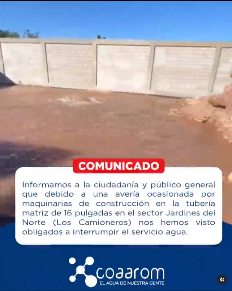 COMUNICADO
Informamos a la ciudadanía y público general
que debido a una avería ocasionada por
maquinarias de construcción en la tubería
matriz de 16 pulgadas en el sector Jardines del
Norte (Los Camioneros) nos hemos visto
obligados a interrumpir el servicio agua.
coaarom
EL AGUA DE NUESTRA GENTE